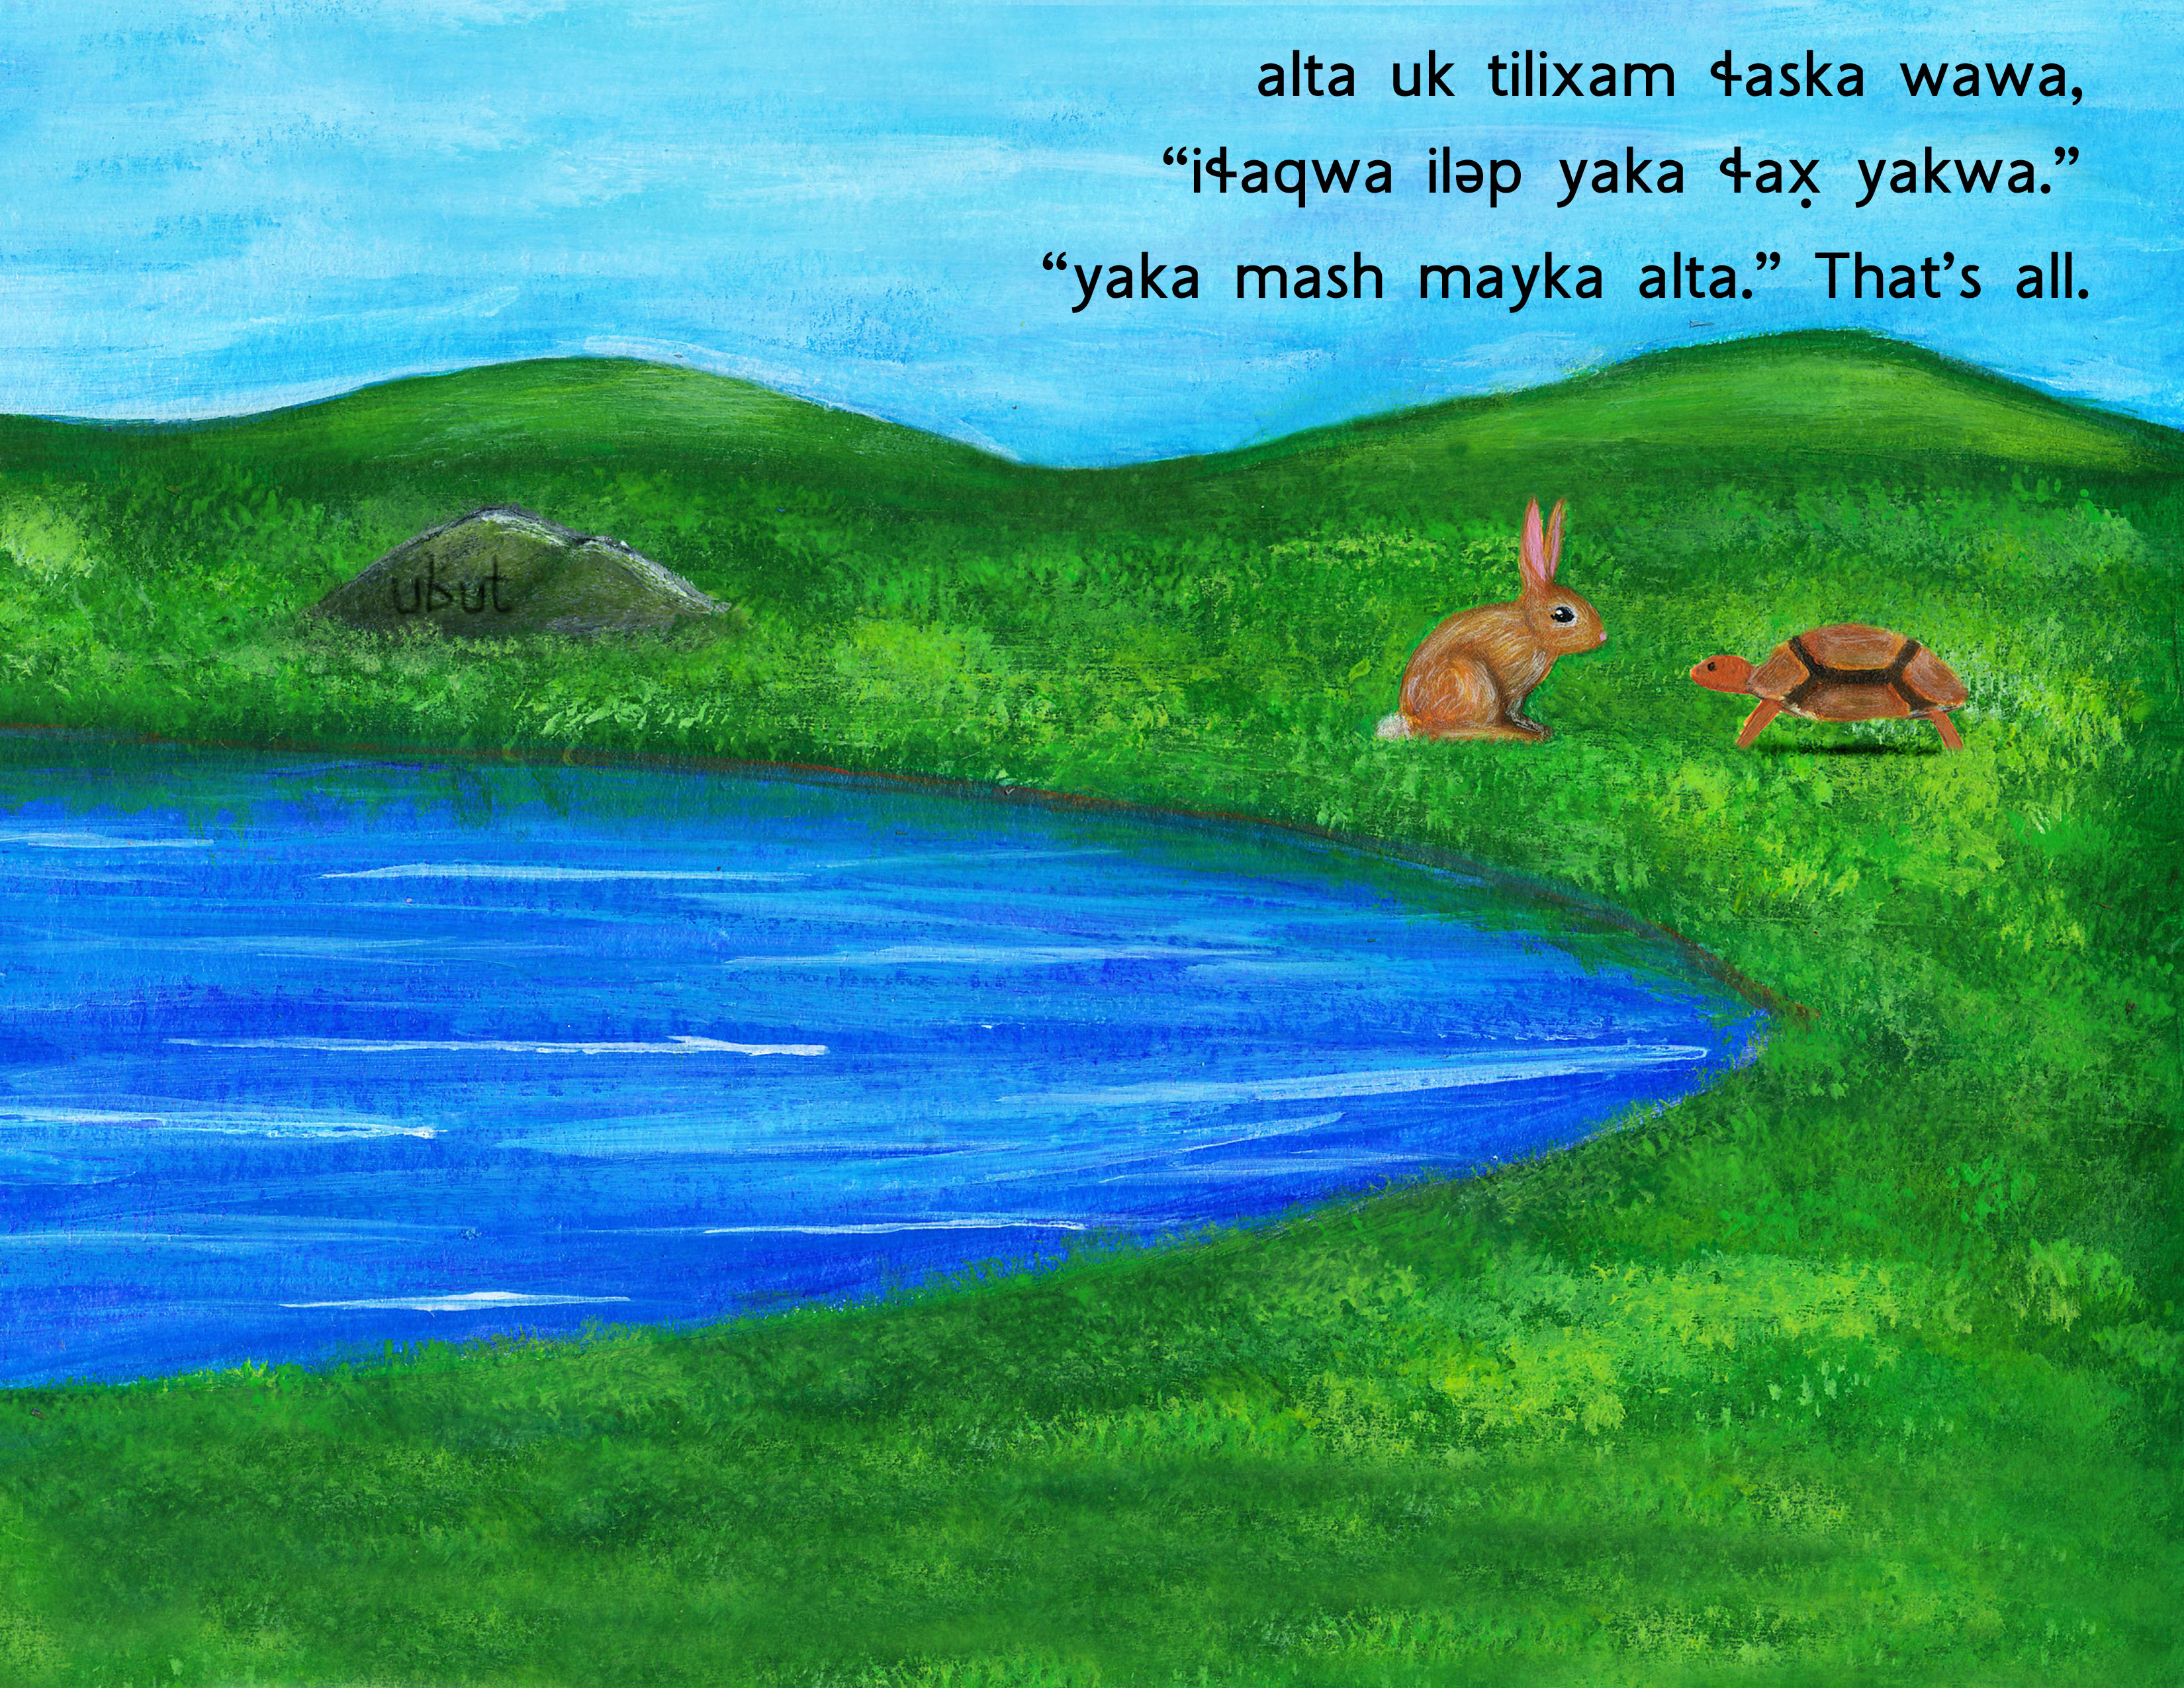 alta uk tilixam ɬaska wawa,
“iɬaqwa iləp yaka ɬax̣ yakwa.”
“yaka mash mayka alta.” That’s all.
ubut